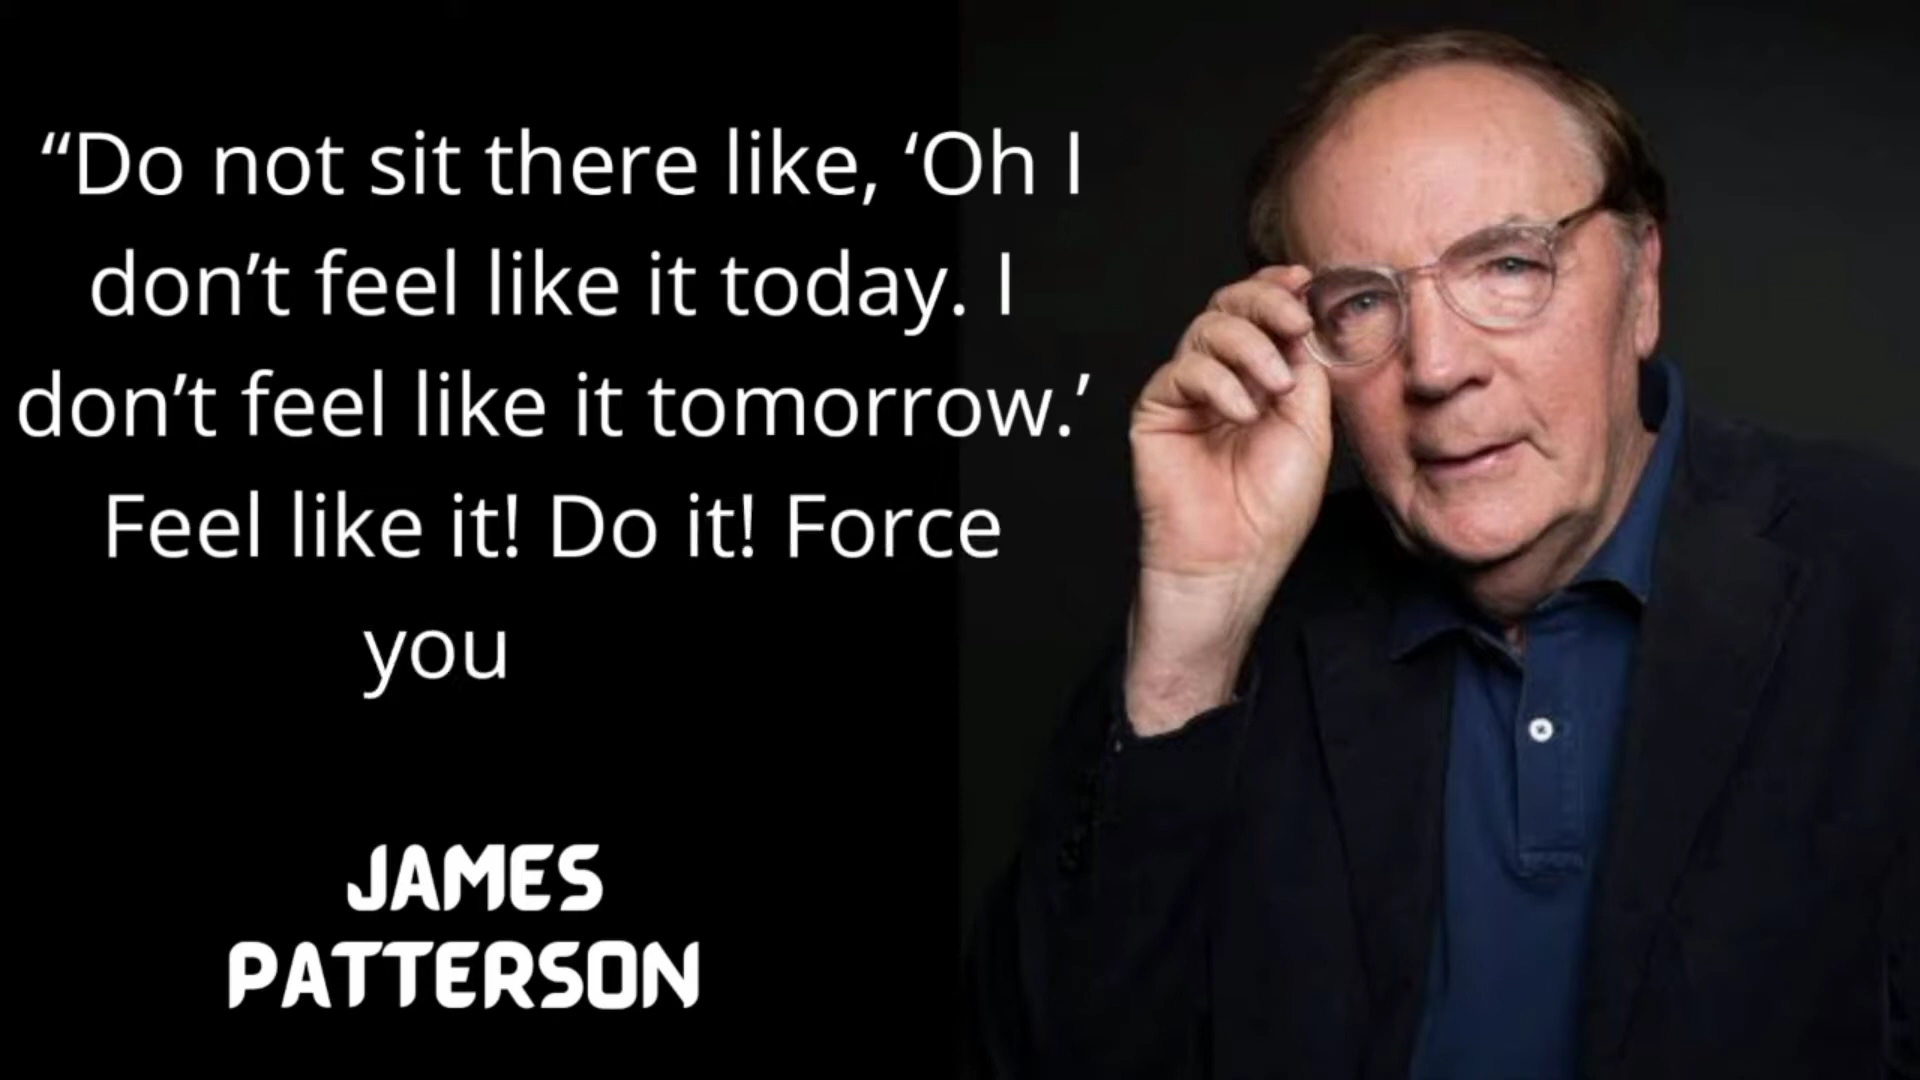 “Do not sit there like, ‘Oh I
don’t feel like it today. I
don’t feel like it tomorrow.’
Feel like it! Do it! Force
you
JAMES
PATTERSON